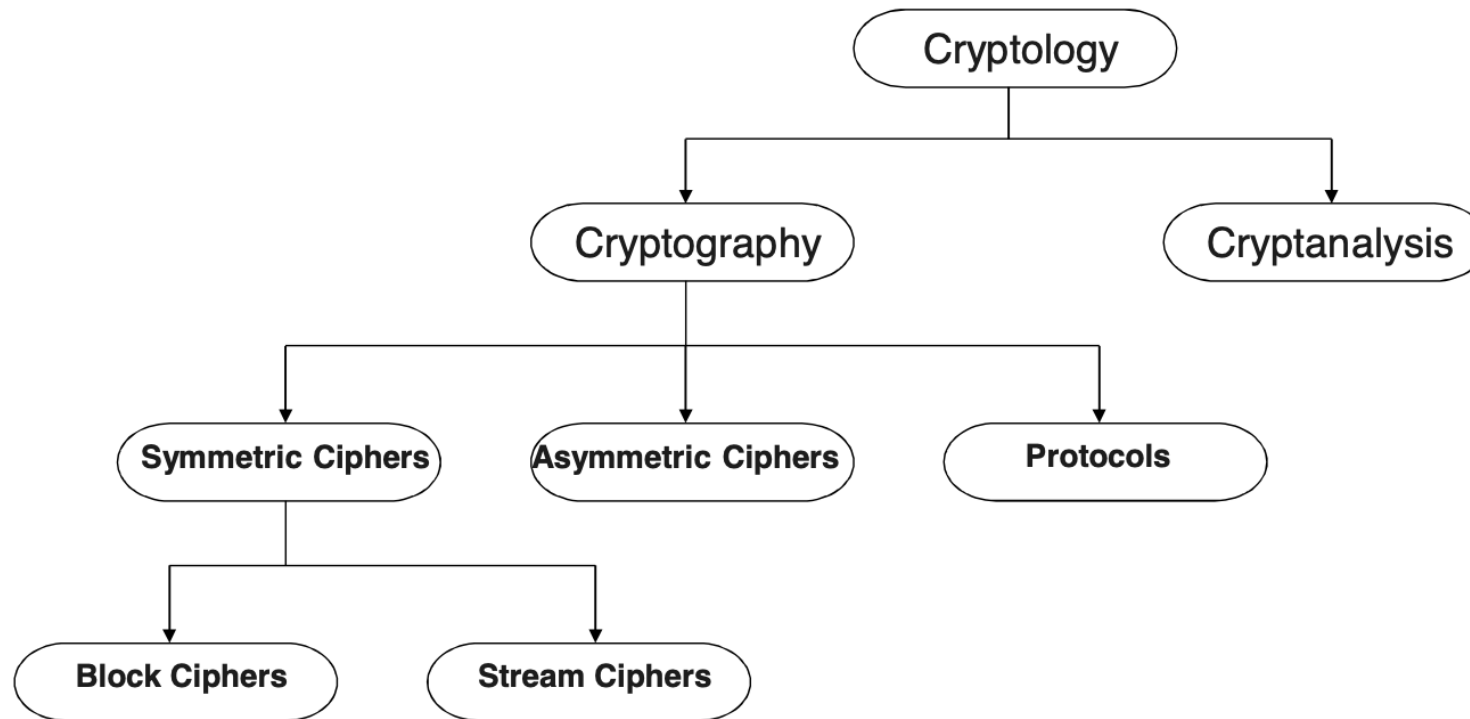 Cryptology
Cryptography
Cryptanalysis
Symmetric Ciphers
Asymmetric Ciphers
Protocols
Block Ciphers
Stream Ciphers